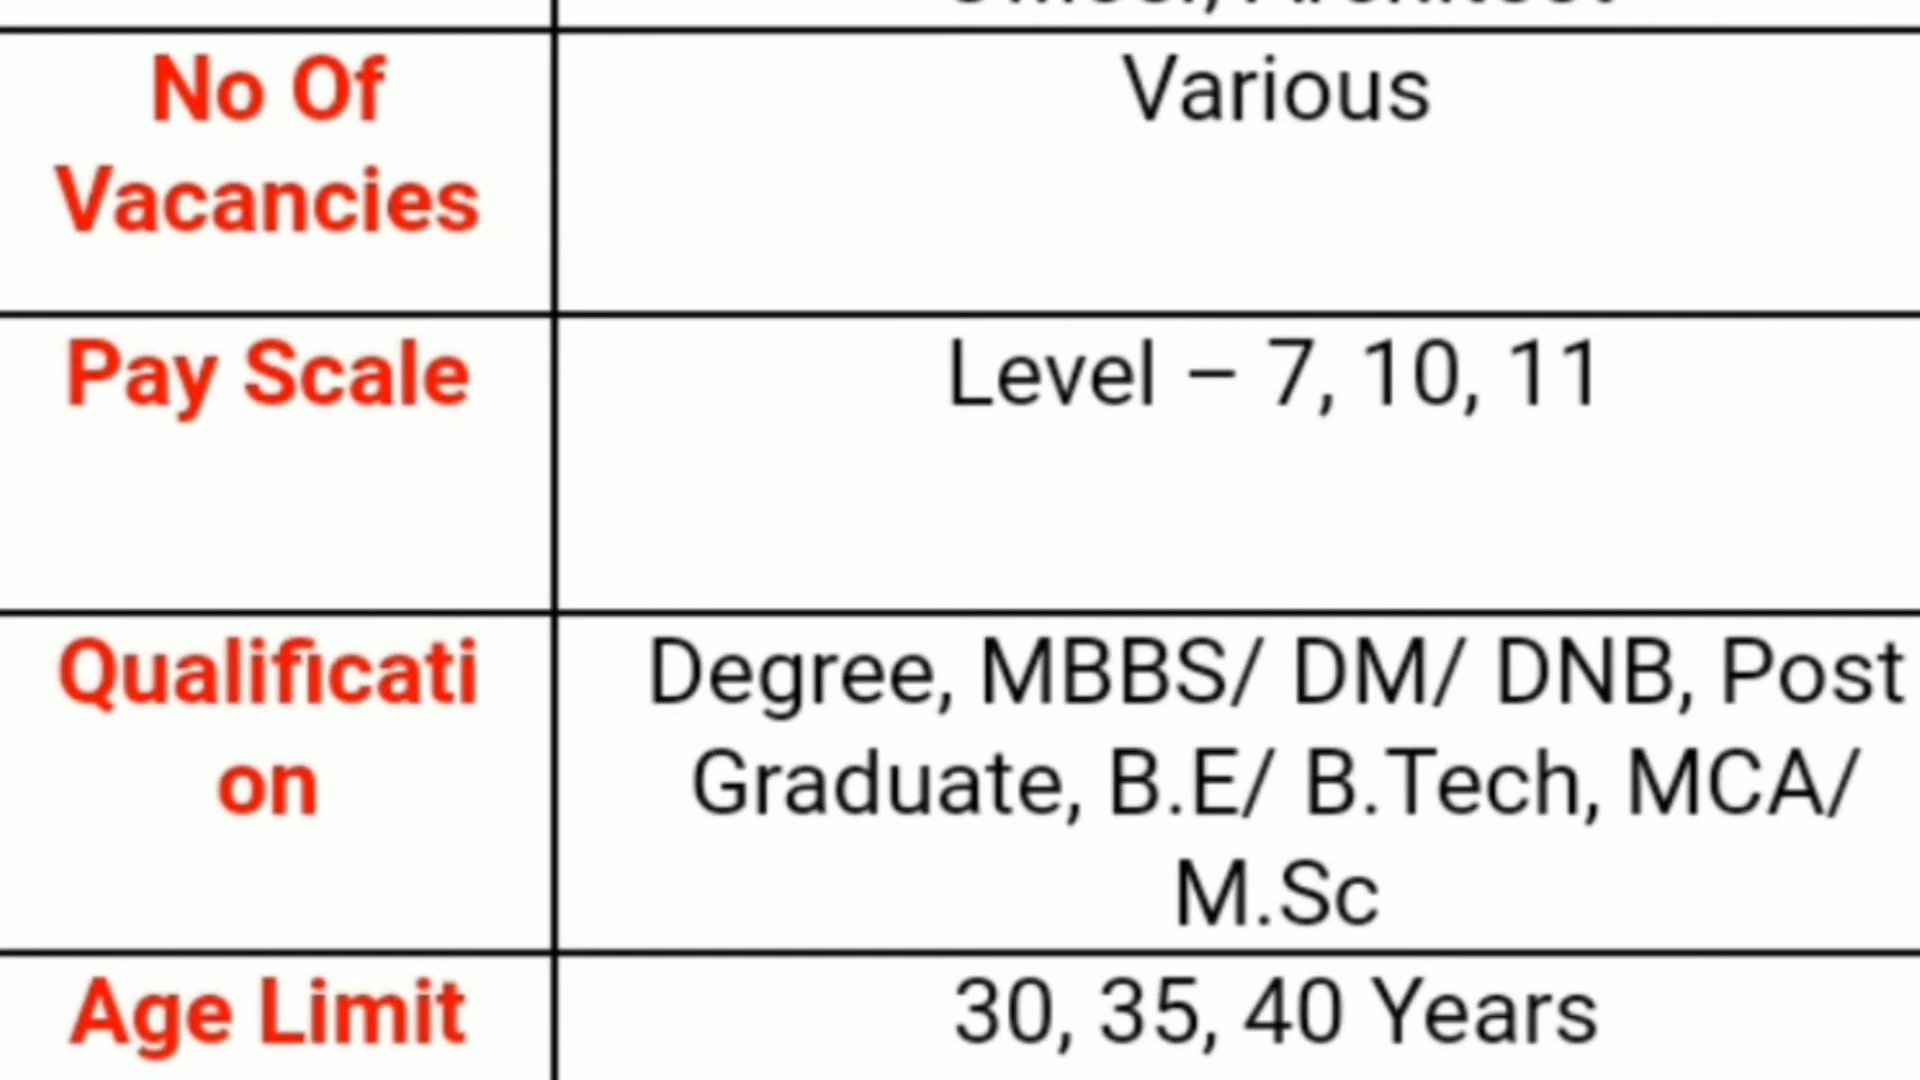 No Of
Vacancies
Various
Pay Scale
Level – 7, 10, 11
Qualificati
on
Degree, MBBS/ DM/ DNB, Post
Graduate, B.E/ B.Tech, MCA/
M.Sc
Age Limit
30, 35, 40 Years